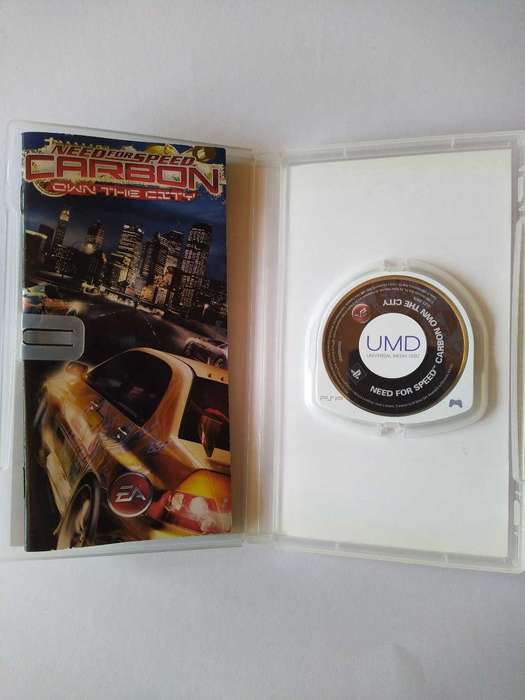 NEED FOR SPEED
CARBON
OWN THE CITY
EA
UMD
UNIVERSAL MEDIA DISC
NEED FOR SPEED™ CARBON OWN THE CITY
PSP